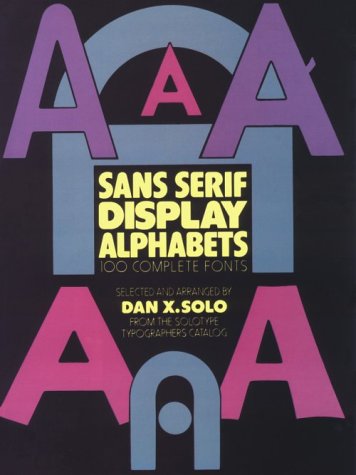 A A A
A
SANS SERIF
DISPLAY
ALPHABETS
100 COMPLETE FONTS
SELECTED AND ARRANGED BY
DAN X. SOLO
FROM THE SOLOTYPE
TYPOGRAPHERS CATALOG
A A A